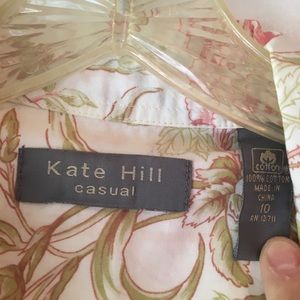 Kate Hill
casual
COTTON
100% COTTON
MADE IN
CHINA
10